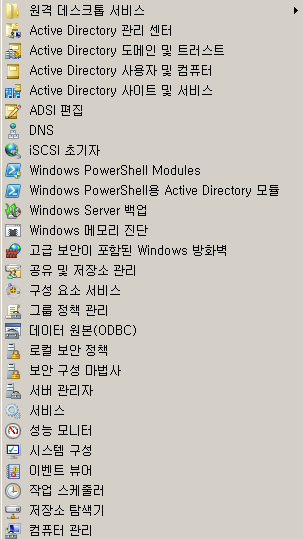 원격 데스크톱 서비스
Active Directory 관리 센터
Active Directory 도메인 및 트러스트
Active Directory 사용자 및 컴퓨터
Active Directory 사이트 및 서비스
ADSI 편집
DNS
iSCSI 초기자
Windows PowerShell Modules
Windows PowerShell용 Active Directory 모듈
Windows Server 백업
Windows 메모리 진단
고급 보안이 포함된 Windows 방화벽
공유 및 저장소 관리
구성 요소 서비스
그룹 정책 관리
데이터 원본(ODBC)
로컬 보안 정책
보안 구성 마법사
서버 관리자
서비스
성능 모니터
시스템 구성
이벤트 뷰어
작업 스케줄러
저장소 탐색기
컴퓨터 관리